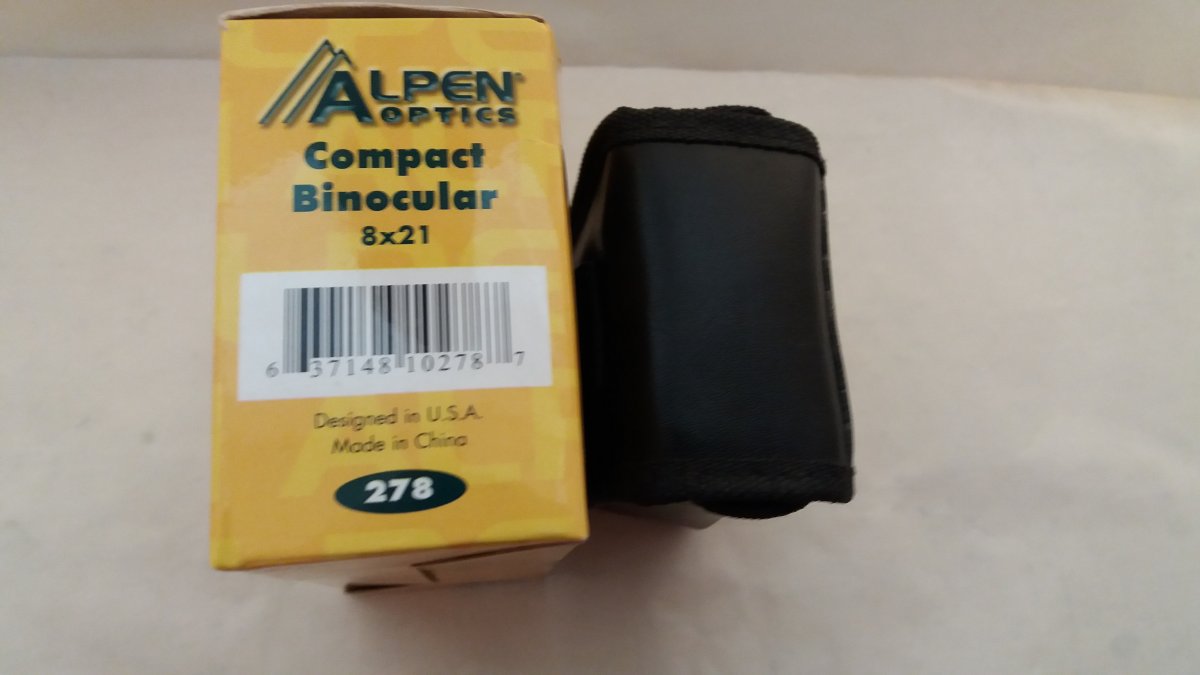 ALPEN®
OPTICS
Compact
Binocular
8x21
6 37148 10278 7
Designed in U.S.A.
Made in China
278